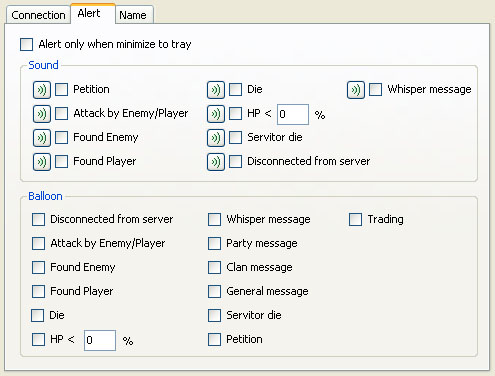 Connection Alert Name
Alert only when minimize to tray
Sound
Petition Die Whisper message
Attack by Enemy/Player HP < 0 %
Found Enemy Servitor die
Found Player Disconnected from server
Balloon
Disconnected from server Whisper message Trading
Attack by Enemy/Player Party message
Found Enemy Clan message
Found Player General message
Die Servitor die
HP < 0 % Petition